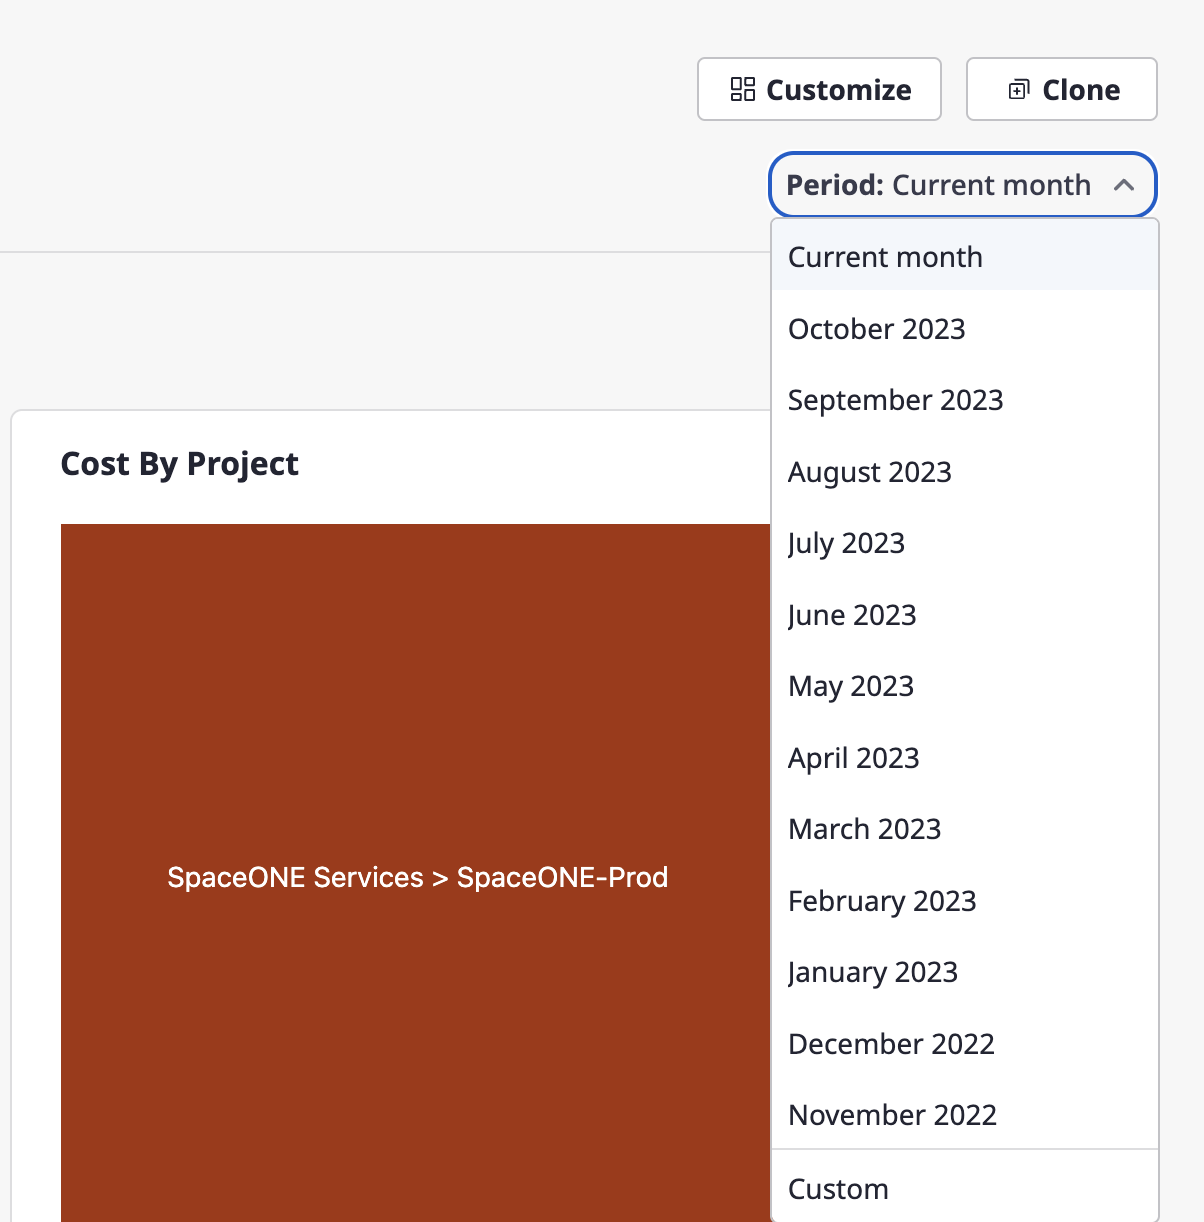 Customize
Clone
Period: Current month
Current month
October 2023
September 2023
August 2023
July 2023
June 2023
May 2023
April 2023
March 2023
February 2023
January 2023
December 2022
November 2022
Custom
Cost By Project
SpaceONE Services > SpaceONE-Prod